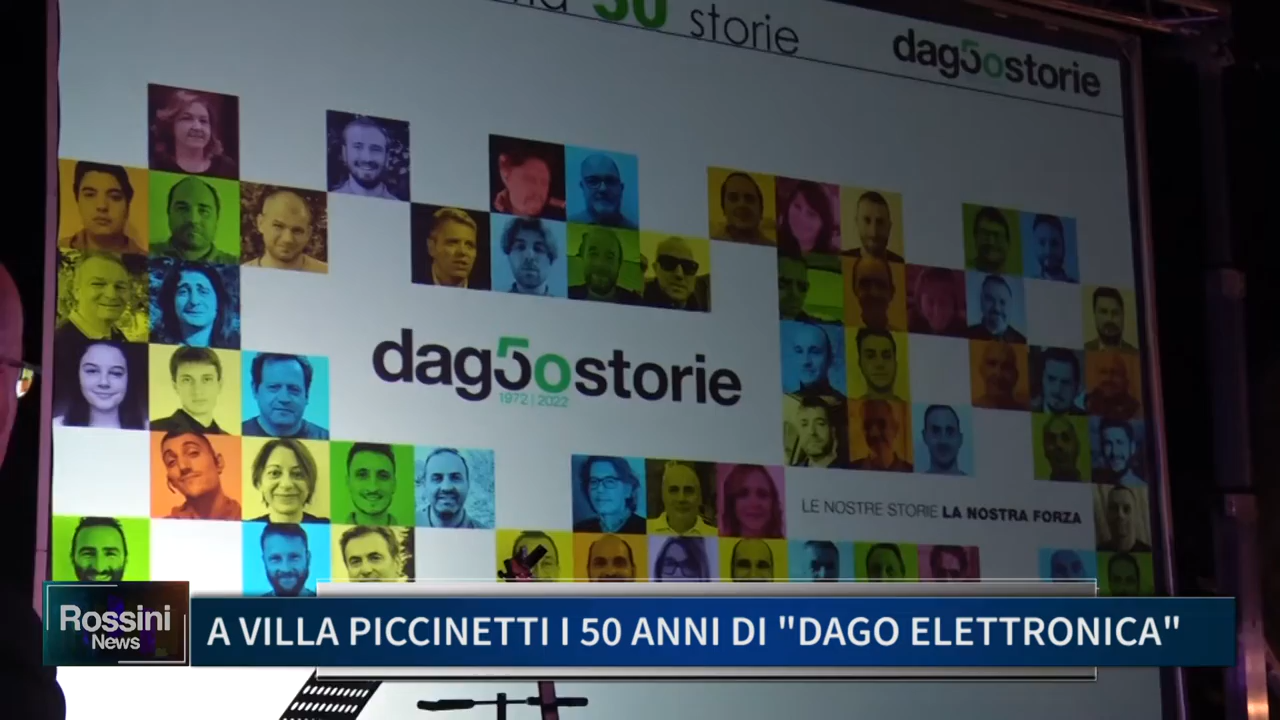 50 storie
dag50storie
dag50storie
1972 | 2022
LE NOSTRE STORIE LA NOSTRA FORZA
Rossini
News
A VILLA PICCINETTI I 50 ANNI DI "DAGO ELETTRONICA"